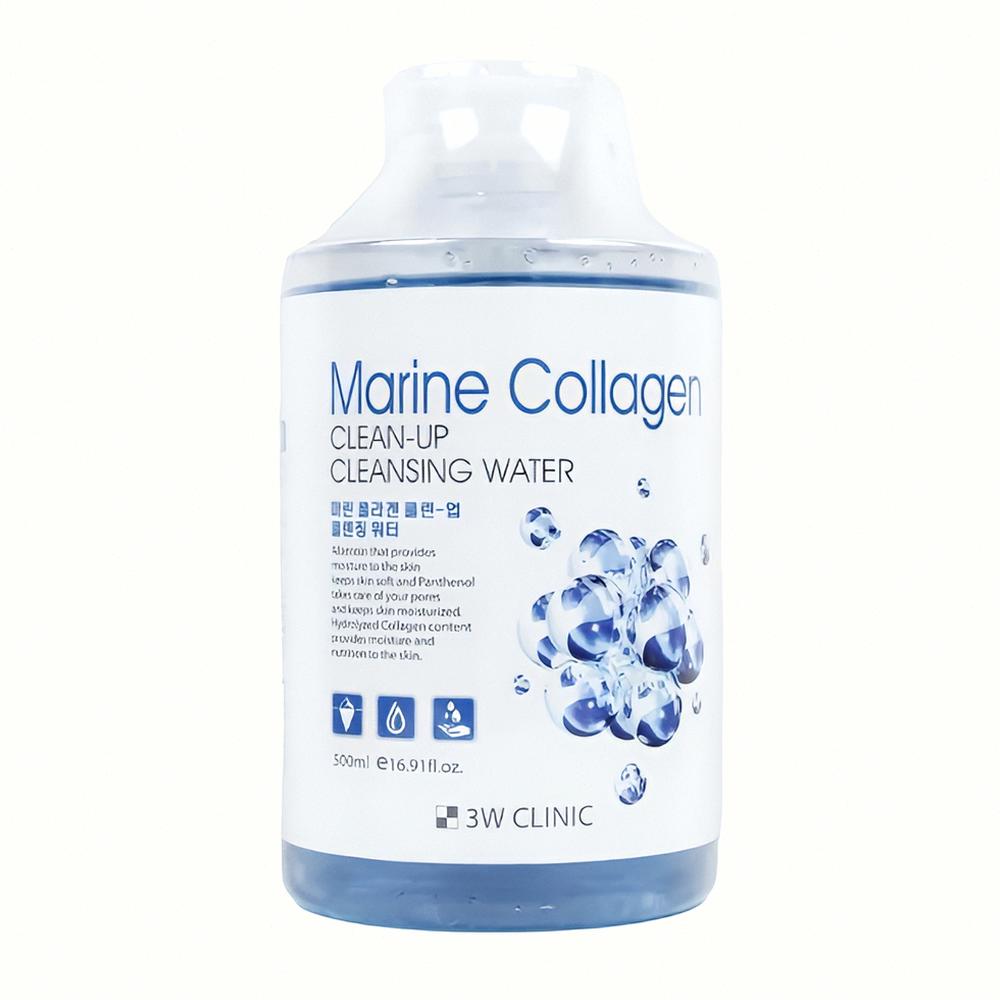 Marine Collagen
CLEAN-UP
CLEANSING WATER
마린 콜라겐 클린-업
클렌징 워터
that provides
moisture to the skin
keeps skin soft and Panthenol
takes care of your pores
and keeps skin moisturized.
Hydrolyzed Collagen content
provides moisture and
nutrition to the skin.
500ml e16.91fl.oz.
3W CLINIC